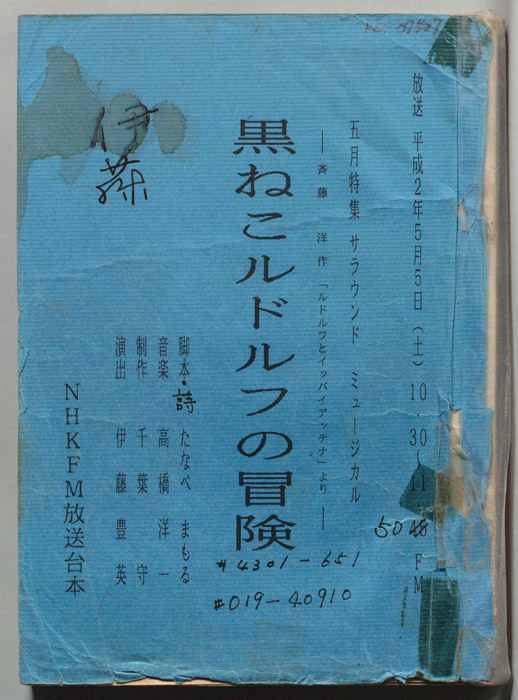 放送 平成2年5月5日（土）10．30〜11 50 48 FM
五月特集 サラウンド ミュージカル
―斉藤 洋作「ルドルフとイッパイアッテナ」より―
黒ねこルドルフの冒険
伊藤
脚本・詩 たなべ まもる
音楽 高橋 洋一
制作 千葉 守
演出 伊藤 豊英
NHKFM放送台本
#4301-651
#019-40910